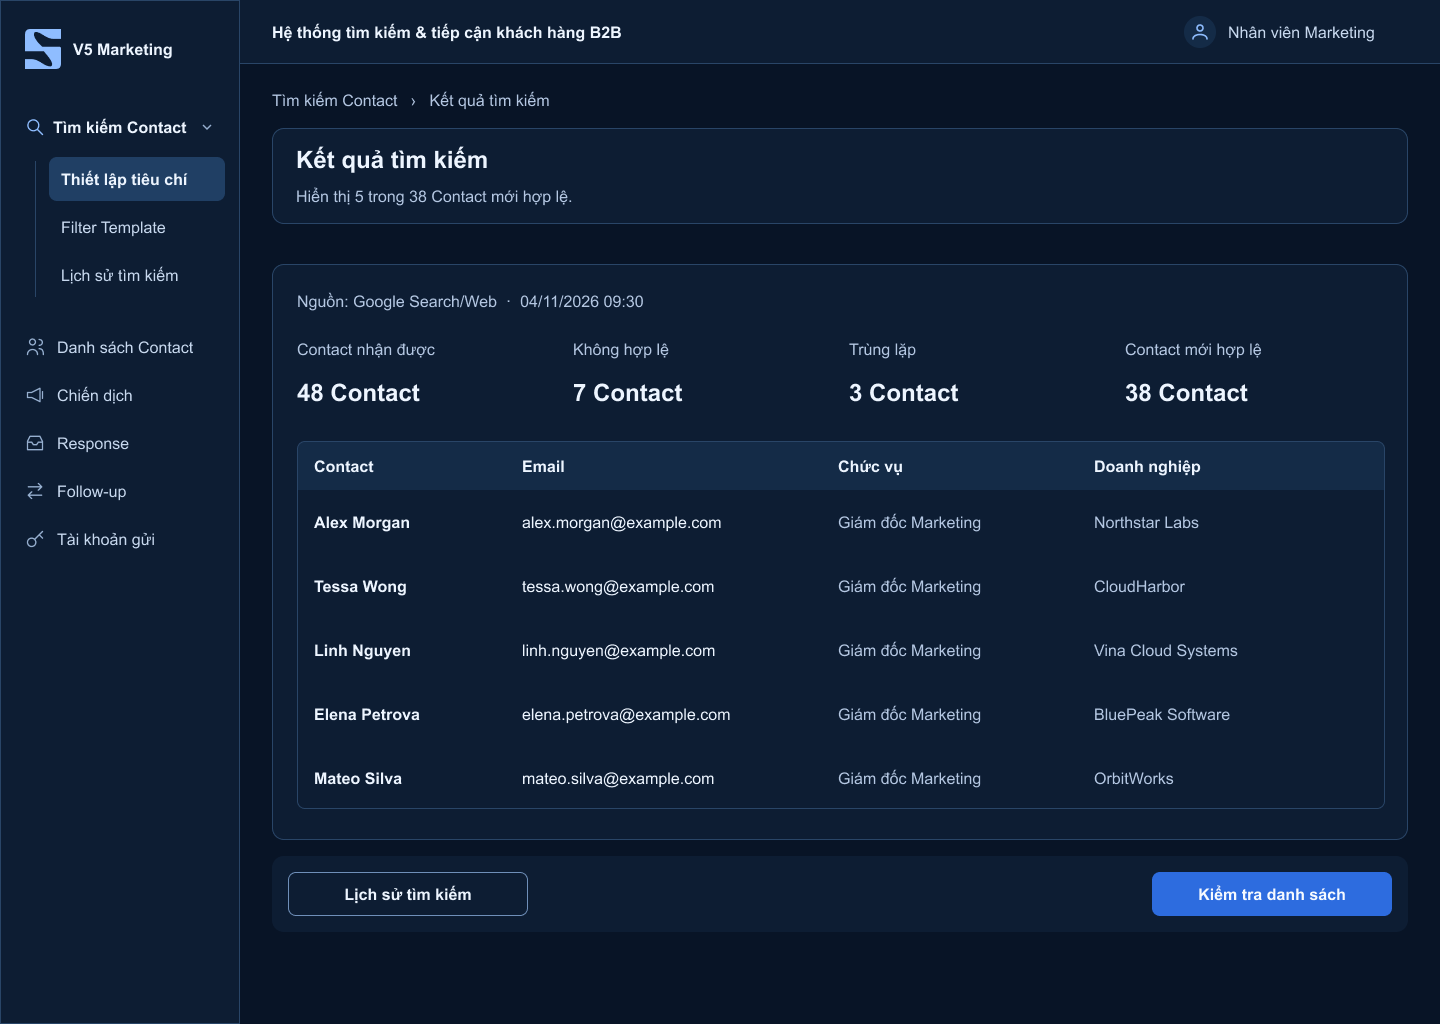 V5 Marketing
Tìm kiếm Contact
Thiết lập tiêu chí
Filter Template
Lịch sử tìm kiếm
Danh sách Contact
Chiến dịch
Response
Follow-up
Tài khoản gửi
Hệ thống tìm kiếm & tiếp cận khách hàng B2B
Nhân viên Marketing
Tìm kiếm Contact › Kết quả tìm kiếm
Kết quả tìm kiếm
Hiển thị 5 trong 38 Contact mới hợp lệ.
Nguồn: Google Search/Web · 04/11/2026 09:30
Contact nhận được Không hợp lệ Trùng lặp Contact mới hợp lệ
48 Contact 7 Contact 3 Contact 38 Contact
Contact Email Chức vụ Doanh nghiệp
Alex Morgan alex.morgan@example.com Giám đốc Marketing Northstar Labs
Tessa Wong tessa.wong@example.com Giám đốc Marketing CloudHarbor
Linh Nguyen linh.nguyen@example.com Giám đốc Marketing Vina Cloud Systems
Elena Petrova elena.petrova@example.com Giám đốc Marketing BluePeak Software
Mateo Silva mateo.silva@example.com Giám đốc Marketing OrbitWorks
Lịch sử tìm kiếm Kiểm tra danh sách